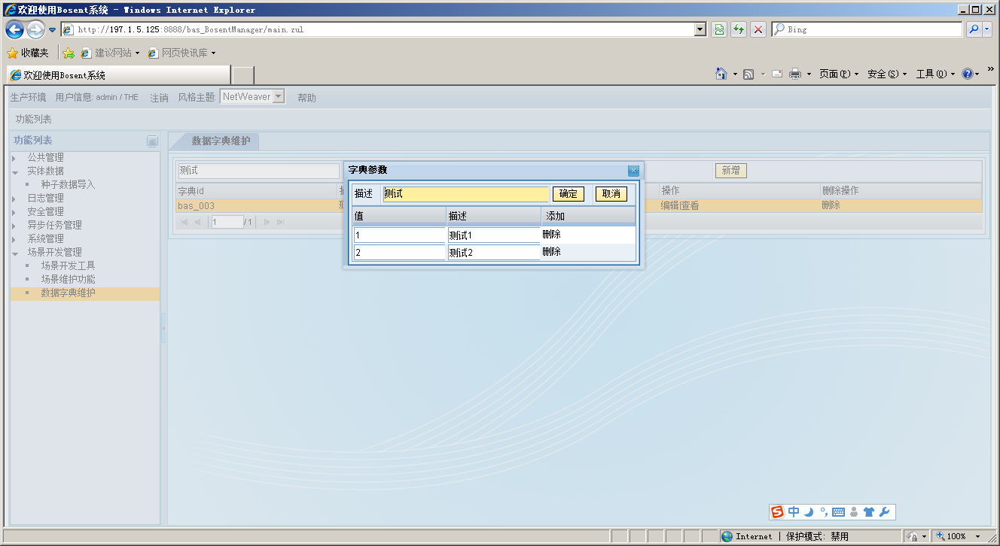 欢迎使用Bosent系统 - Windows Internet Explorer
http://197.1.5.125:8888/bas_BosentManager/main.zul
Bing
收藏夹 建议网站 网页快讯库
欢迎使用Bosent系统
页面(P) 安全(S) 工具(O) »
生产环境 用户信息: admin / THE 注销 风格主题: NetWeaver 帮助
功能列表
功能列表
公共管理
实体数据
种子数据导入
日志管理
安全管理
异步任务管理
系统管理
场景开发管理
场景开发工具
场景维护功能
数据字典维护
数据字典维护
测试 新增
字典id 操作 删除操作
bas_003 编辑|查看 删除
1 / 1
字典参数
描述 测试 确定 取消
值 描述 添加
1 测试1 删除
2 测试2 删除
中
Internet | 保护模式: 禁用 100%